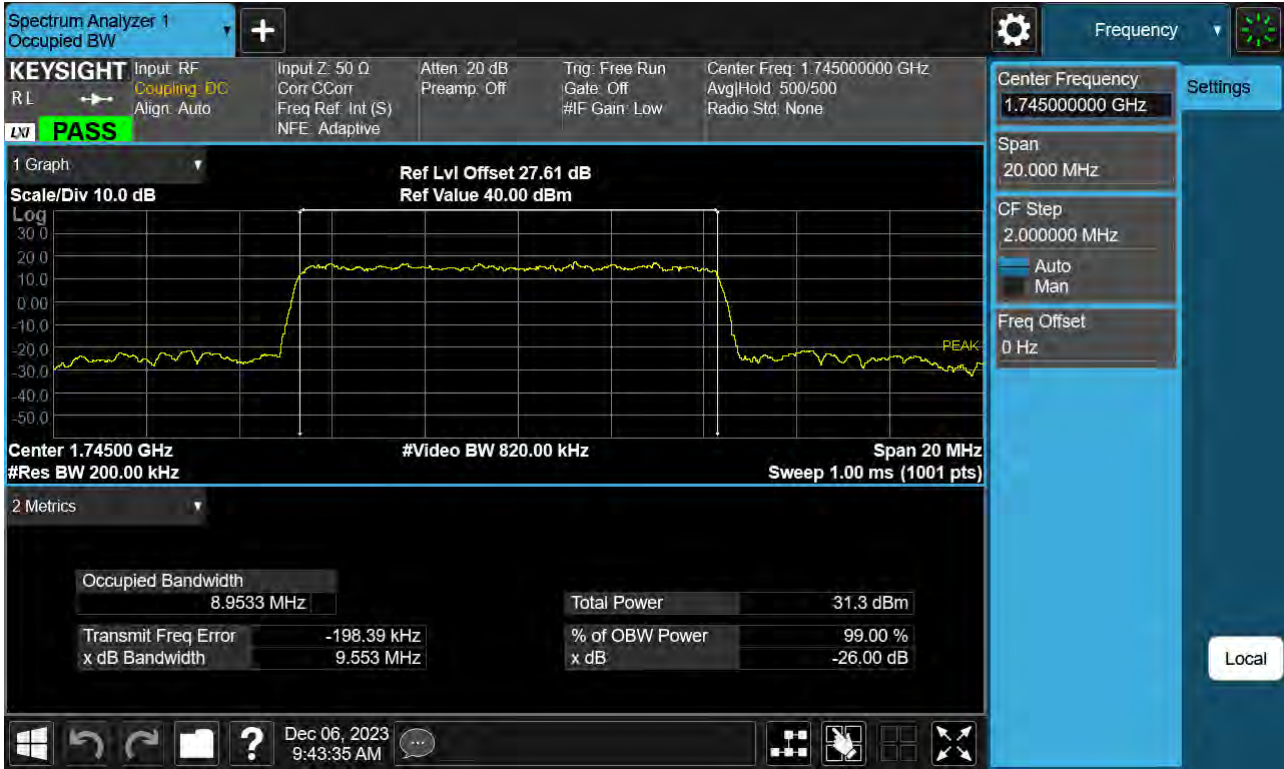 Spectrum Analyzer 1
Occupied BW
+
Frequency
KEYSIGHT
RL
LXI
PASS
Input: RF
Coupling: DC
Align: Auto
Input Z: 50 Ω
Corr CCorr
Freq Ref: Int (S)
NFE: Adaptive
Atten: 20 dB
Preamp: Off
Trig: Free Run
Gate: Off
#IF Gain: Low
Center Freq: 1.745000000 GHz
Avg|Hold: 500/500
Radio Std: None
1 Graph
Scale/Div 10.0 dB
Ref Lvl Offset 27.61 dB
Ref Value 40.00 dBm
Log
30.0
20.0
10.0
0.00
-10.0
-20.0
-30.0
-40.0
-50.0
PEAK
Center 1.74500 GHz
#Res BW 200.00 kHz
#Video BW 820.00 kHz
Span 20 MHz
Sweep 1.00 ms (1001 pts)
2 Metrics
Occupied Bandwidth
8.9533 MHz
Total Power 31.3 dBm
Transmit Freq Error -198.39 kHz
% of OBW Power 99.00 %
x dB Bandwidth 9.553 MHz
x dB -26.00 dB
Center Frequency
1.745000000 GHz
Settings
Span
20.000 MHz
CF Step
2.000000 MHz
Auto
Man
Freq Offset
0 Hz
Local
?
Dec 06, 2023
9:43:35 AM